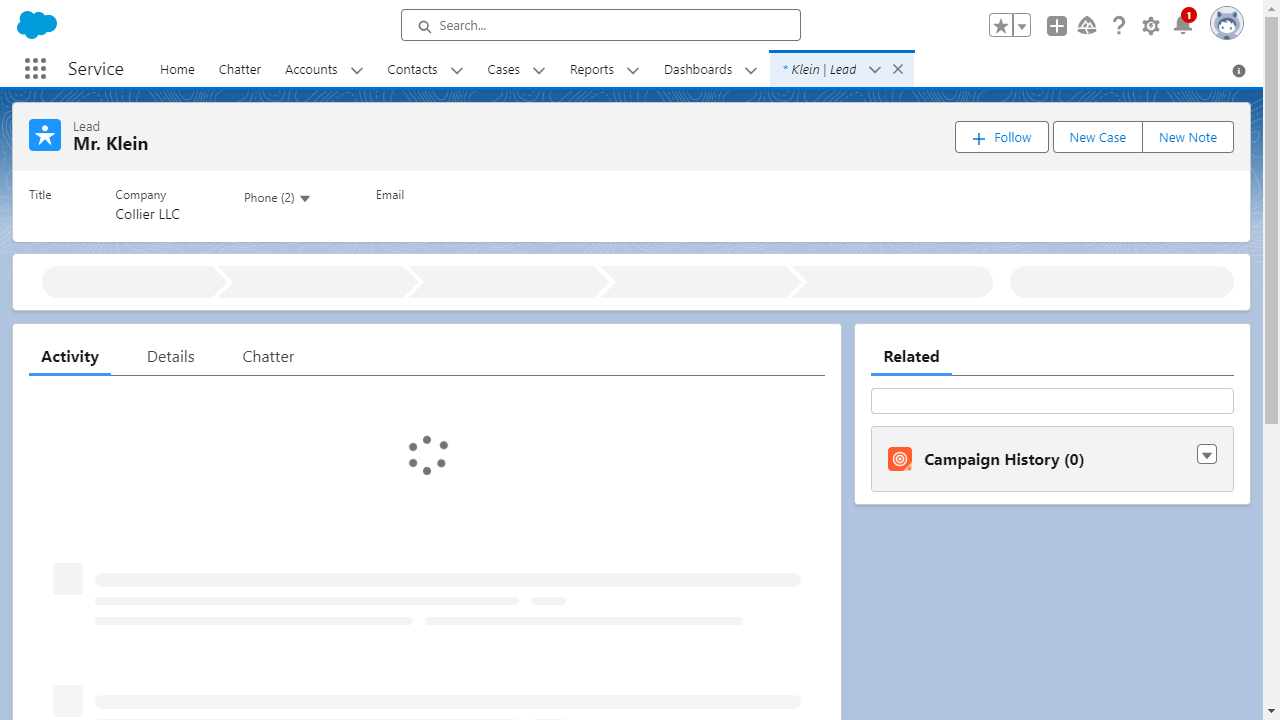 Search...
1
Service
Home
Chatter
Accounts
Contacts
Cases
Reports
Dashboards
* Klein | Lead
Lead
Mr. Klein
Follow
New Case
New Note
Title
Company
Phone (2)
Email
Collier LLC
Activity
Details
Chatter
Related
Campaign History (0)